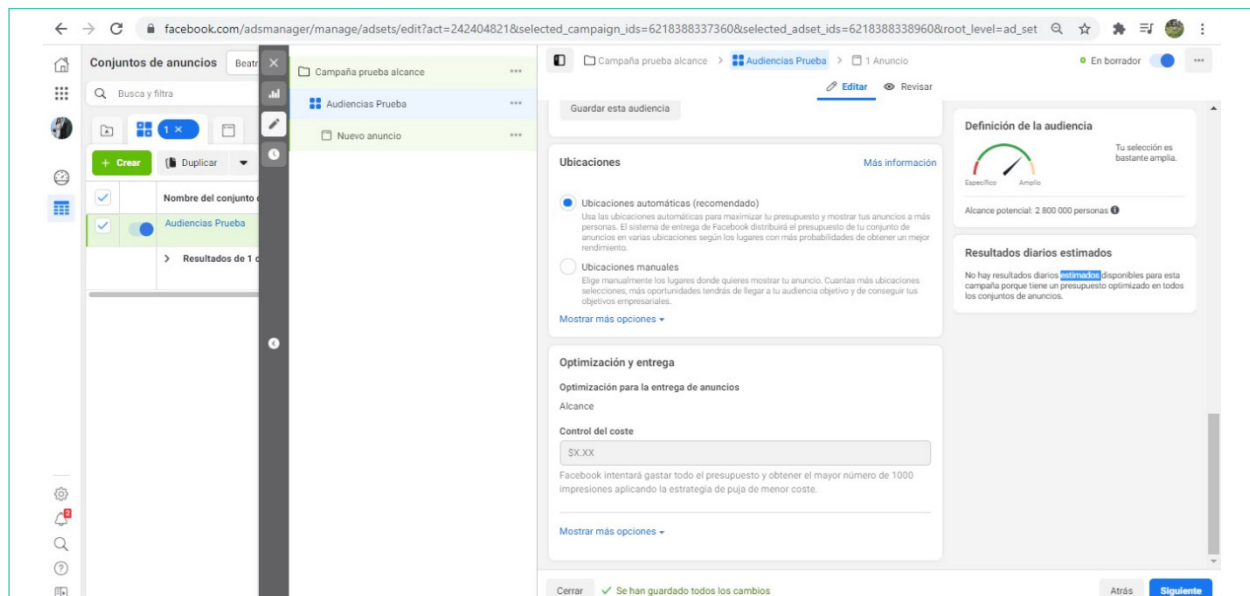 facebook.com/adsmanager/manage/adsets/edit?act=242404821&selected_campaign_ids=6218388337360&selected_adset_ids=6218388338960&root_level=ad_set
Conjuntos de anuncios
Beatr
Busca y filtra
1 ×
+ Crear
Duplicar
Nombre del conjunto
Audiencias Prueba
Resultados de 1
2
Campaña prueba alcance
Audiencias Prueba
Nuevo anuncio
Campaña prueba alcance > Audiencias Prueba > 1 Anuncio
En borrador
Editar
Revisar
Guardar esta audiencia
Ubicaciones
Más información
Ubicaciones automáticas (recomendado)
Usa las ubicaciones automáticas para maximizar tu presupuesto y mostrar tus anuncios a más
personas. El sistema de entrega de Facebook distribuirá el presupuesto de tu conjunto de
anuncios en varias ubicaciones según los lugares con más probabilidades de obtener un mejor
rendimiento.
Ubicaciones manuales
Elige manualmente los lugares donde quieres mostrar tu anuncio. Cuantas más ubicaciones
selecciones, más oportunidades tendrás de llegar a tu audiencia objetivo y de conseguir tus
objetivos empresariales.
Mostrar más opciones
Optimización y entrega
Optimización para la entrega de anuncios
Alcance
Control del coste
$X.XX
Facebook intentará gastar todo el presupuesto y obtener el mayor número de 1000
impresiones aplicando la estrategia de puja de menor coste.
Mostrar más opciones
Definición de la audiencia
Específico
Amplio
Tu selección es
bastante amplia.
Alcance potencial: 2 800 000 personas
Resultados diarios estimados
No hay resultados diarios estimados disponibles para esta
campaña porque tiene un presupuesto optimizado en todos
los conjuntos de anuncios.
Cerrar
Se han guardado todos los cambios
Atrás
Siguiente